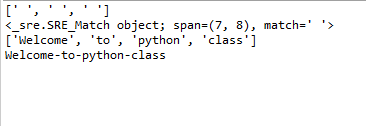 [' ', ' ', ' ']
<_sre.SRE_Match object; span=(7, 8), match=' '>
['Welcome', 'to', 'python', 'class']
Welcome-to-python-class